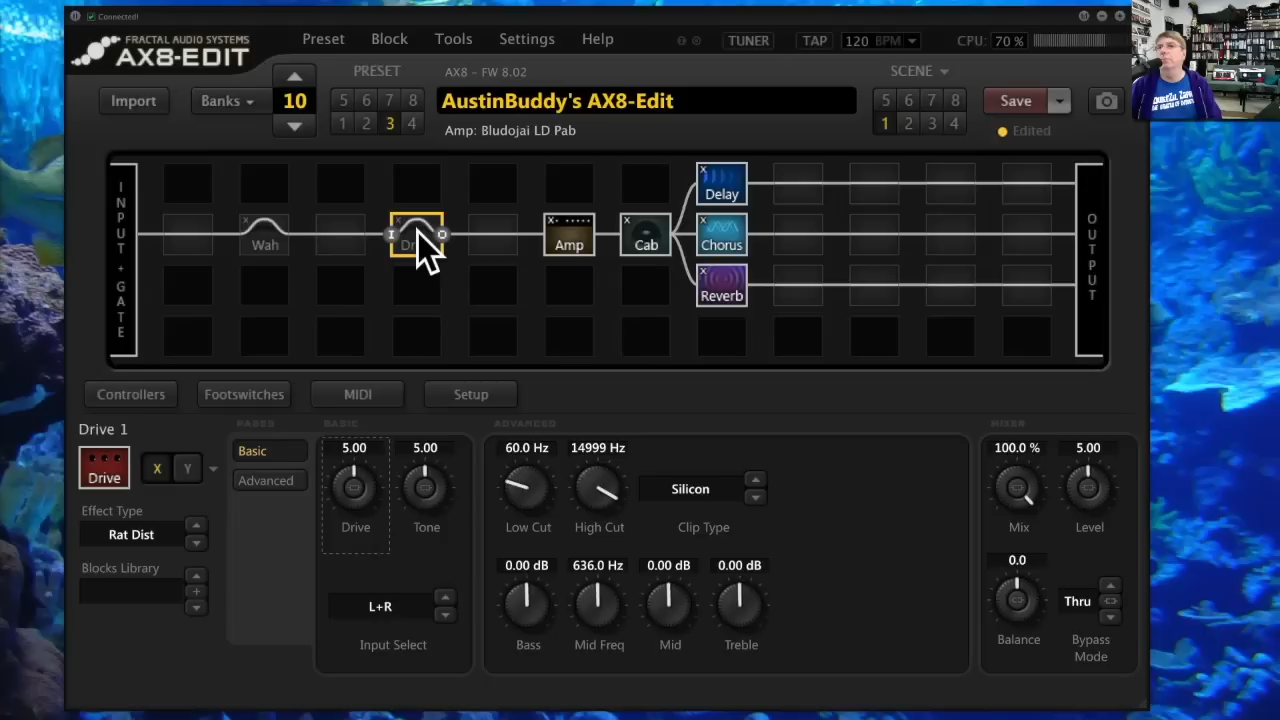 Connected!
FRACTAL AUDIO SYSTEMS
AX8-EDIT
Preset Block Tools Settings Help
TUNER TAP 120 BPM CPU: 70 %
PRESET AX8 - FW 8.02 SCENE
Import Banks 10
5 6 7 8
1 2 3 4
AustinBuddy's AX8-Edit
Amp: Bludojai LD Pab
5 6 7 8
1 2 3 4
Save
Edited
INPUT + GATE
Wah
Amp
Cab
Delay
Chorus
Reverb
OUTPUT
Controllers Footswitches MIDI Setup
Drive 1
Drive X Y
Effect Type
Rat Dist
Blocks Library
PAGES
Basic
Advanced
BASIC
5.00 5.00
Drive Tone
L+R
Input Select
ADVANCED
60.0 Hz 14999 Hz
Silicon
Low Cut High Cut Clip Type
0.00 dB 636.0 Hz 0.00 dB 0.00 dB
Bass Mid Freq Mid Treble
MIXER
100.0 % 5.00
Mix Level
0.0
Thru
Balance Bypass
Mode